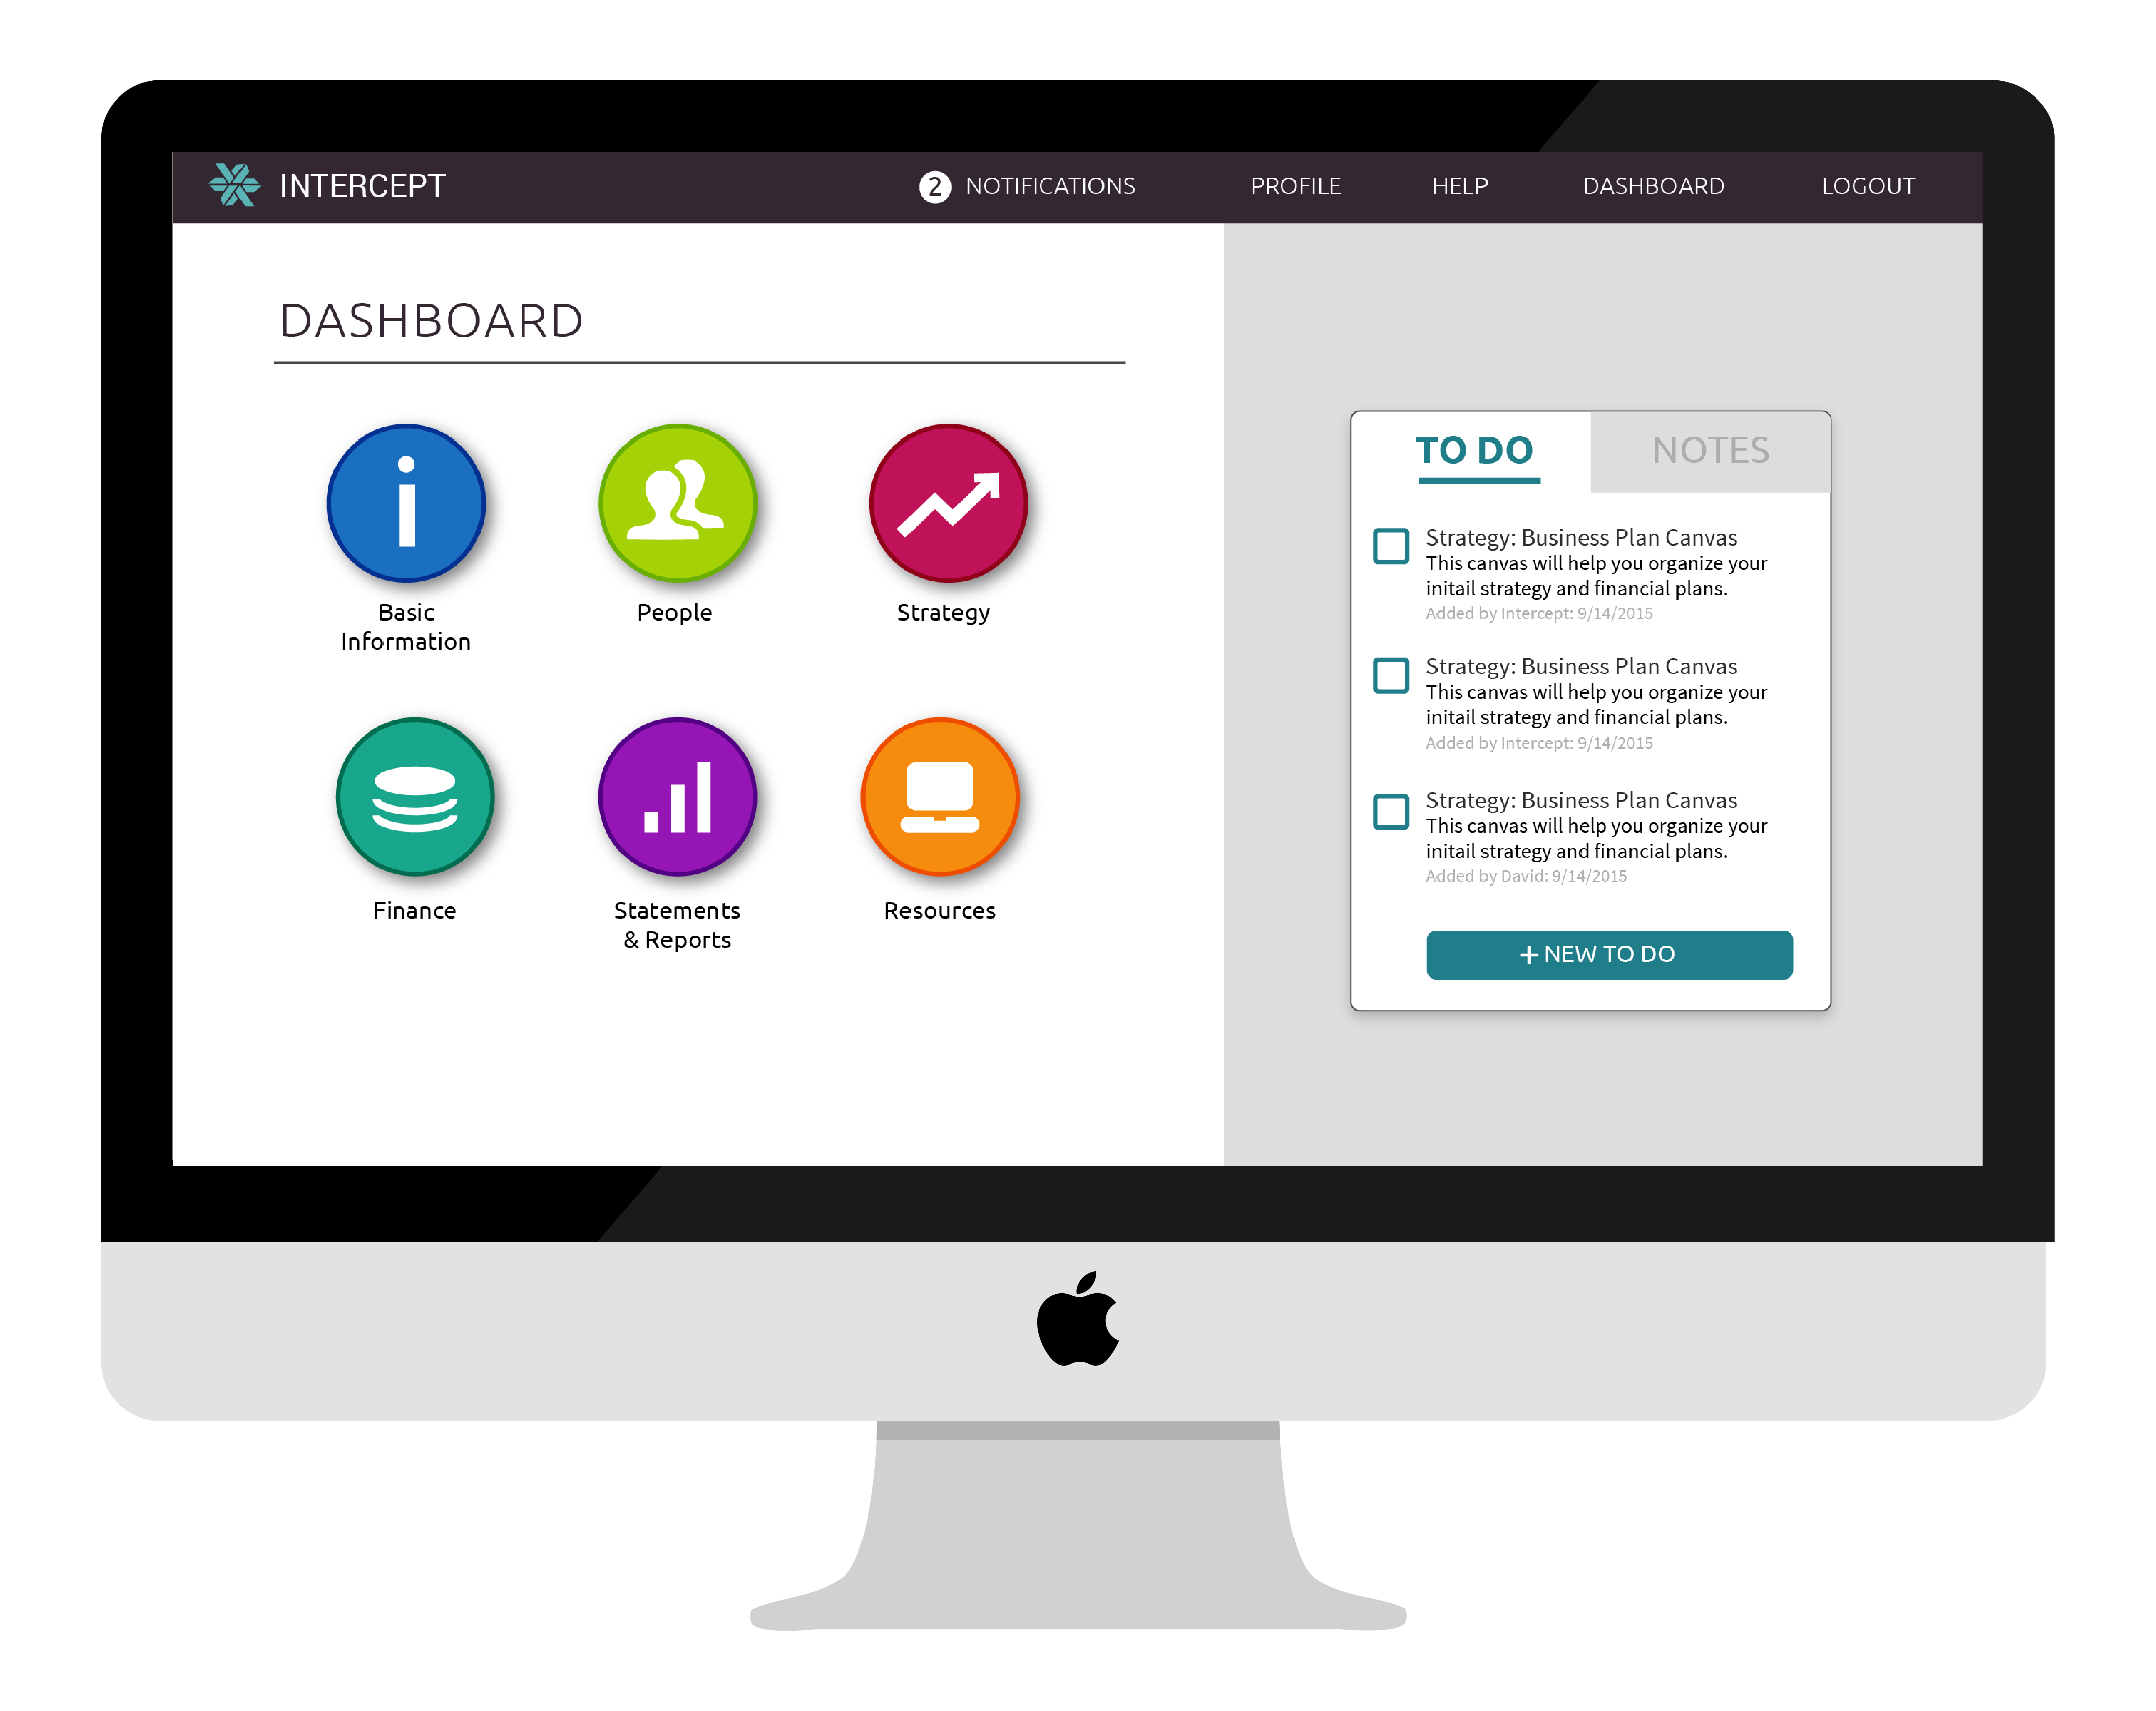 INTERCEPT
2 NOTIFICATIONS
PROFILE
HELP
DASHBOARD
LOGOUT
DASHBOARD
Basic
Information
People
Strategy
Finance
Statements
& Reports
Resources
TO DO
NOTES
Strategy: Business Plan Canvas
This canvas will help you organize your
initail strategy and financial plans.
Added by Intercept: 9/14/2015
Strategy: Business Plan Canvas
This canvas will help you organize your
initail strategy and financial plans.
Added by Intercept: 9/14/2015
Strategy: Business Plan Canvas
This canvas will help you organize your
initail strategy and financial plans.
Added by David: 9/14/2015
+ NEW TO DO